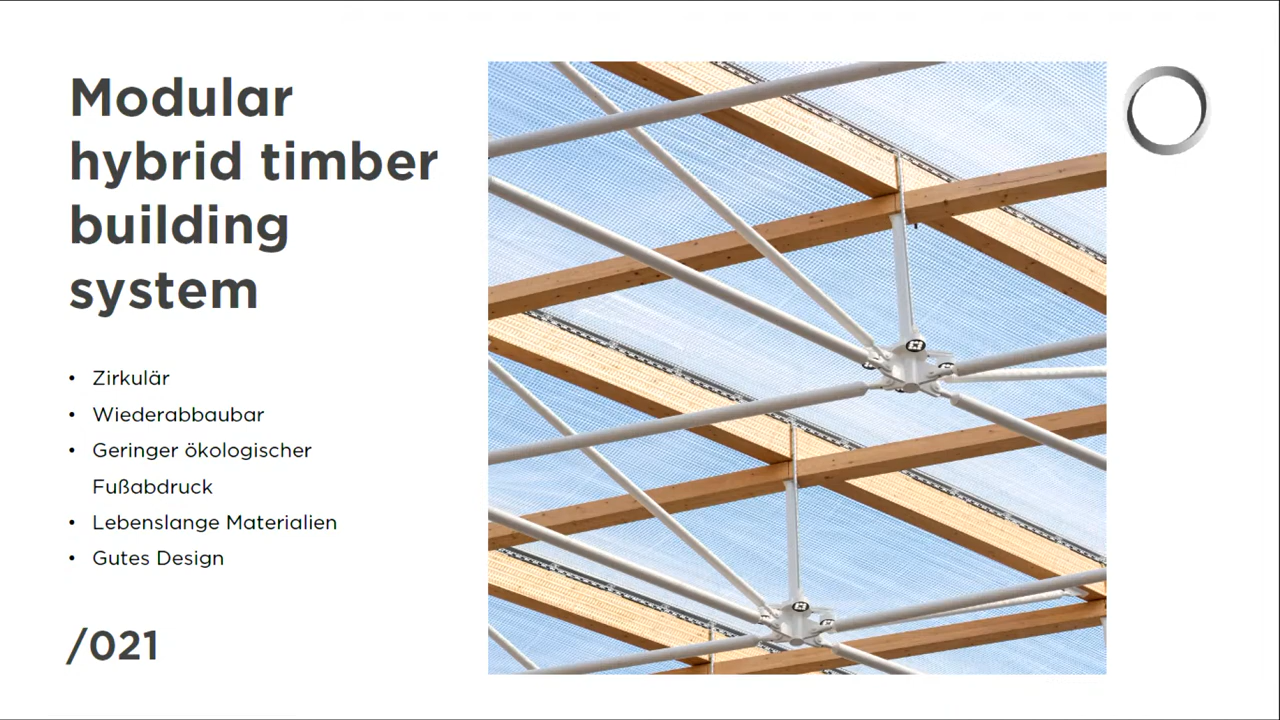 Modular
hybrid timber
building
system
• Zirkulär
• Wiederabbaubar
• Geringer ökologischer
Fußabdruck
• Lebenslange Materialien
• Gutes Design
/021